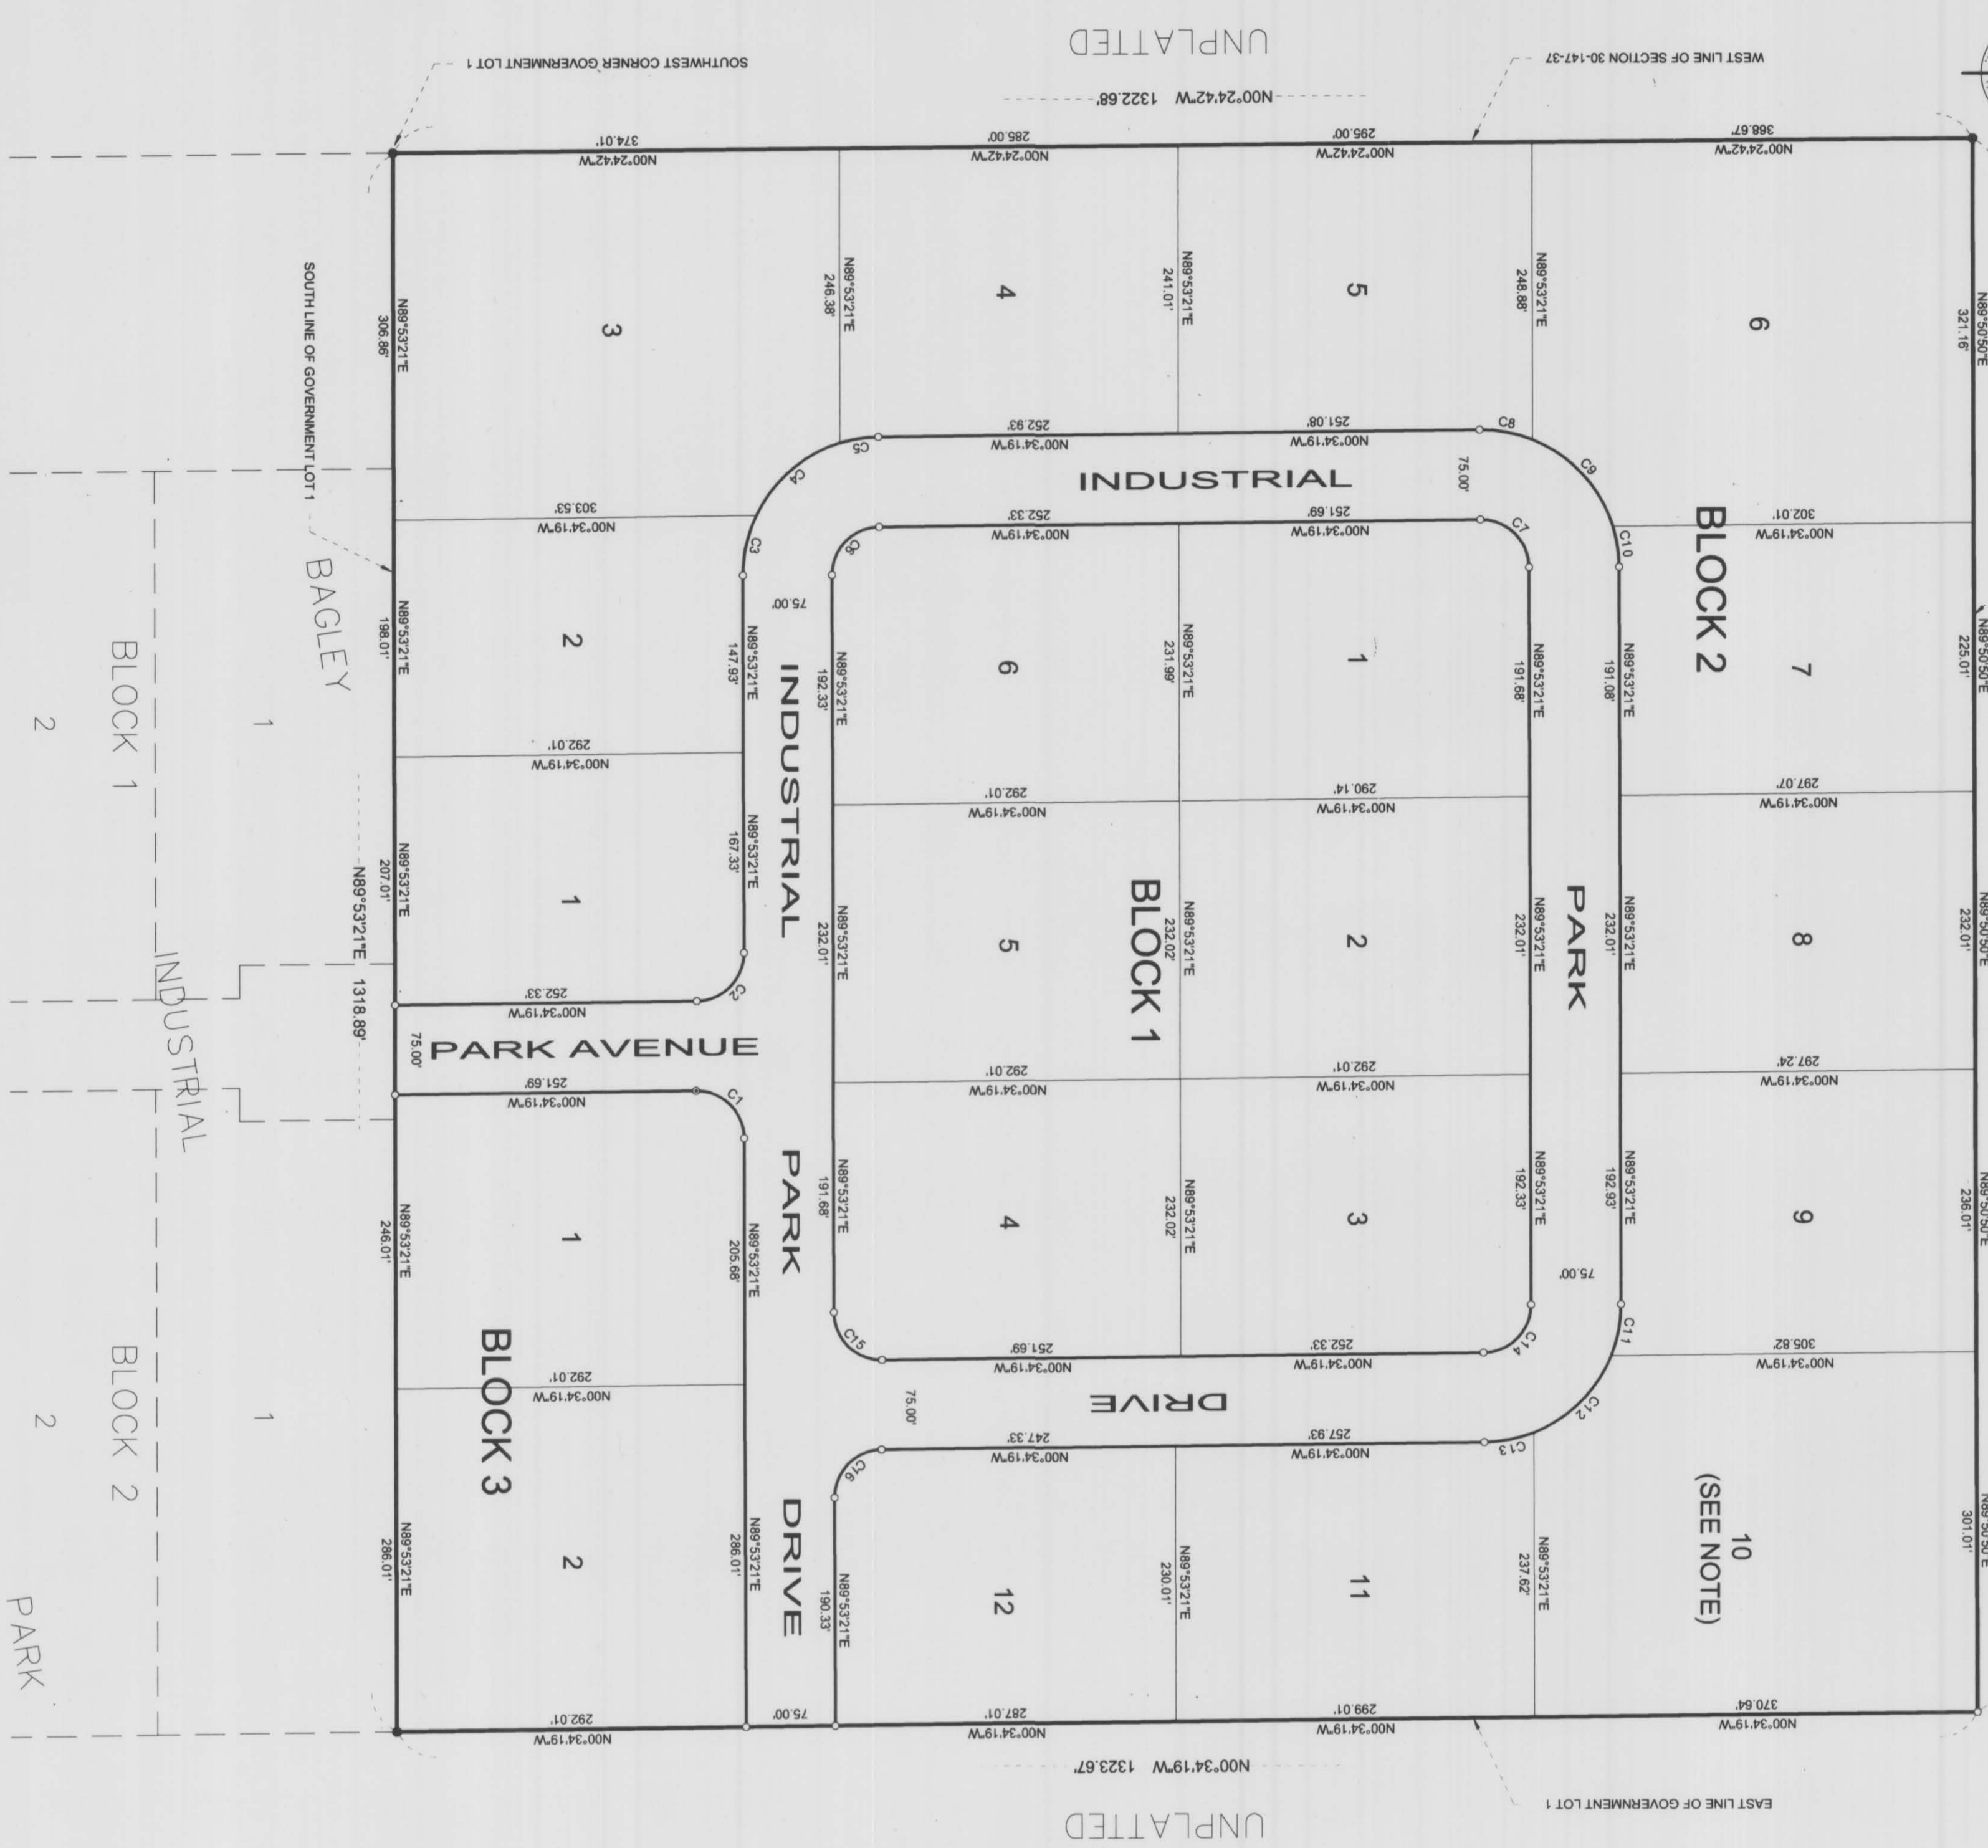 UNPLATTED
SOUTHWEST CORNER GOVERNMENT LOT 1
WEST LINE OF SECTION 30-147-37
N00°24'42"W 1322.68'
374.01'
N00°24'42"W
285.00'
N00°24'42"W
295.00'
N00°24'42"W
368.67'
N00°24'42"W
N89°53'21"E
306.86'
3
N89°53'21"E
246.38'
4
N89°53'21"E
241.01'
5
N89°53'21"E
248.88'
6
N89°50'50"E
321.16'
SOUTH LINE OF GOVERNMENT LOT 1
C5
C4
C3
C6
252.93'
N00°34'19"W
251.08'
N00°34'19"W
C8
C9
C10
C7
75.00'
INDUSTRIAL
303.53'
N00°34'19"W
252.33'
N00°34'19"W
251.69'
N00°34'19"W
302.01'
N00°34'19"W
BLOCK 2
BAGLEY
N89°53'21"E
198.01'
2
N89°53'21"E
147.93'
75.00'
INDUSTRIAL
N89°53'21"E
192.33'
6
N89°53'21"E
231.99'
1
N89°53'21"E
191.68'
N89°53'21"E
191.08'
7
N89°50'50"E
225.01'
BLOCK 1
1
2
292.01'
N00°34'19"W
292.01'
N00°34'19"W
290.14'
N00°34'19"W
297.07'
N00°34'19"W
N89°53'21"E
207.01'
N89°53'21"E 1318.89'
1
N89°53'21"E
167.33'
C2
N89°53'21"E
232.01'
5
BLOCK 1
N89°53'21"E
232.02'
2
N89°53'21"E
232.01'
PARK
N89°53'21"E
232.01'
8
N89°50'50"E
232.01'
INDUSTRIAL
252.33'
N00°34'19"W
75.00'
PARK AVENUE
251.69'
N00°34'19"W
C1
292.01'
N00°34'19"W
292.01'
N00°34'19"W
297.24'
N00°34'19"W
N89°53'21"E
246.01'
1
N89°53'21"E
205.68'
PARK
N89°53'21"E
191.68'
4
N89°53'21"E
232.02'
3
N89°53'21"E
192.33'
75.00'
N89°53'21"E
192.93'
9
N89°50'50"E
236.01'
C15
251.69'
N00°34'19"W
252.33'
N00°34'19"W
C14
C11
C12
C13
305.82'
N00°34'19"W
BLOCK 2
1
2
BLOCK 3
292.01'
N00°34'19"W
75.00'
DRIVE
C16
247.33'
N00°34'19"W
257.93'
N00°34'19"W
N89°53'21"E
286.01'
2
N89°53'21"E
286.01'
DRIVE
N89°53'21"E
190.33'
12
N89°53'21"E
230.01'
11
N89°53'21"E
237.62'
10
(SEE NOTE)
N89°50'50"E
301.01'
PARK
292.01'
N00°34'19"W
75.00'
287.01'
N00°34'19"W
299.01'
N00°34'19"W
370.64'
N00°34'19"W
N00°34'19"W 1323.67'
EAST LINE OF GOVERNMENT LOT 1
UNPLATTED